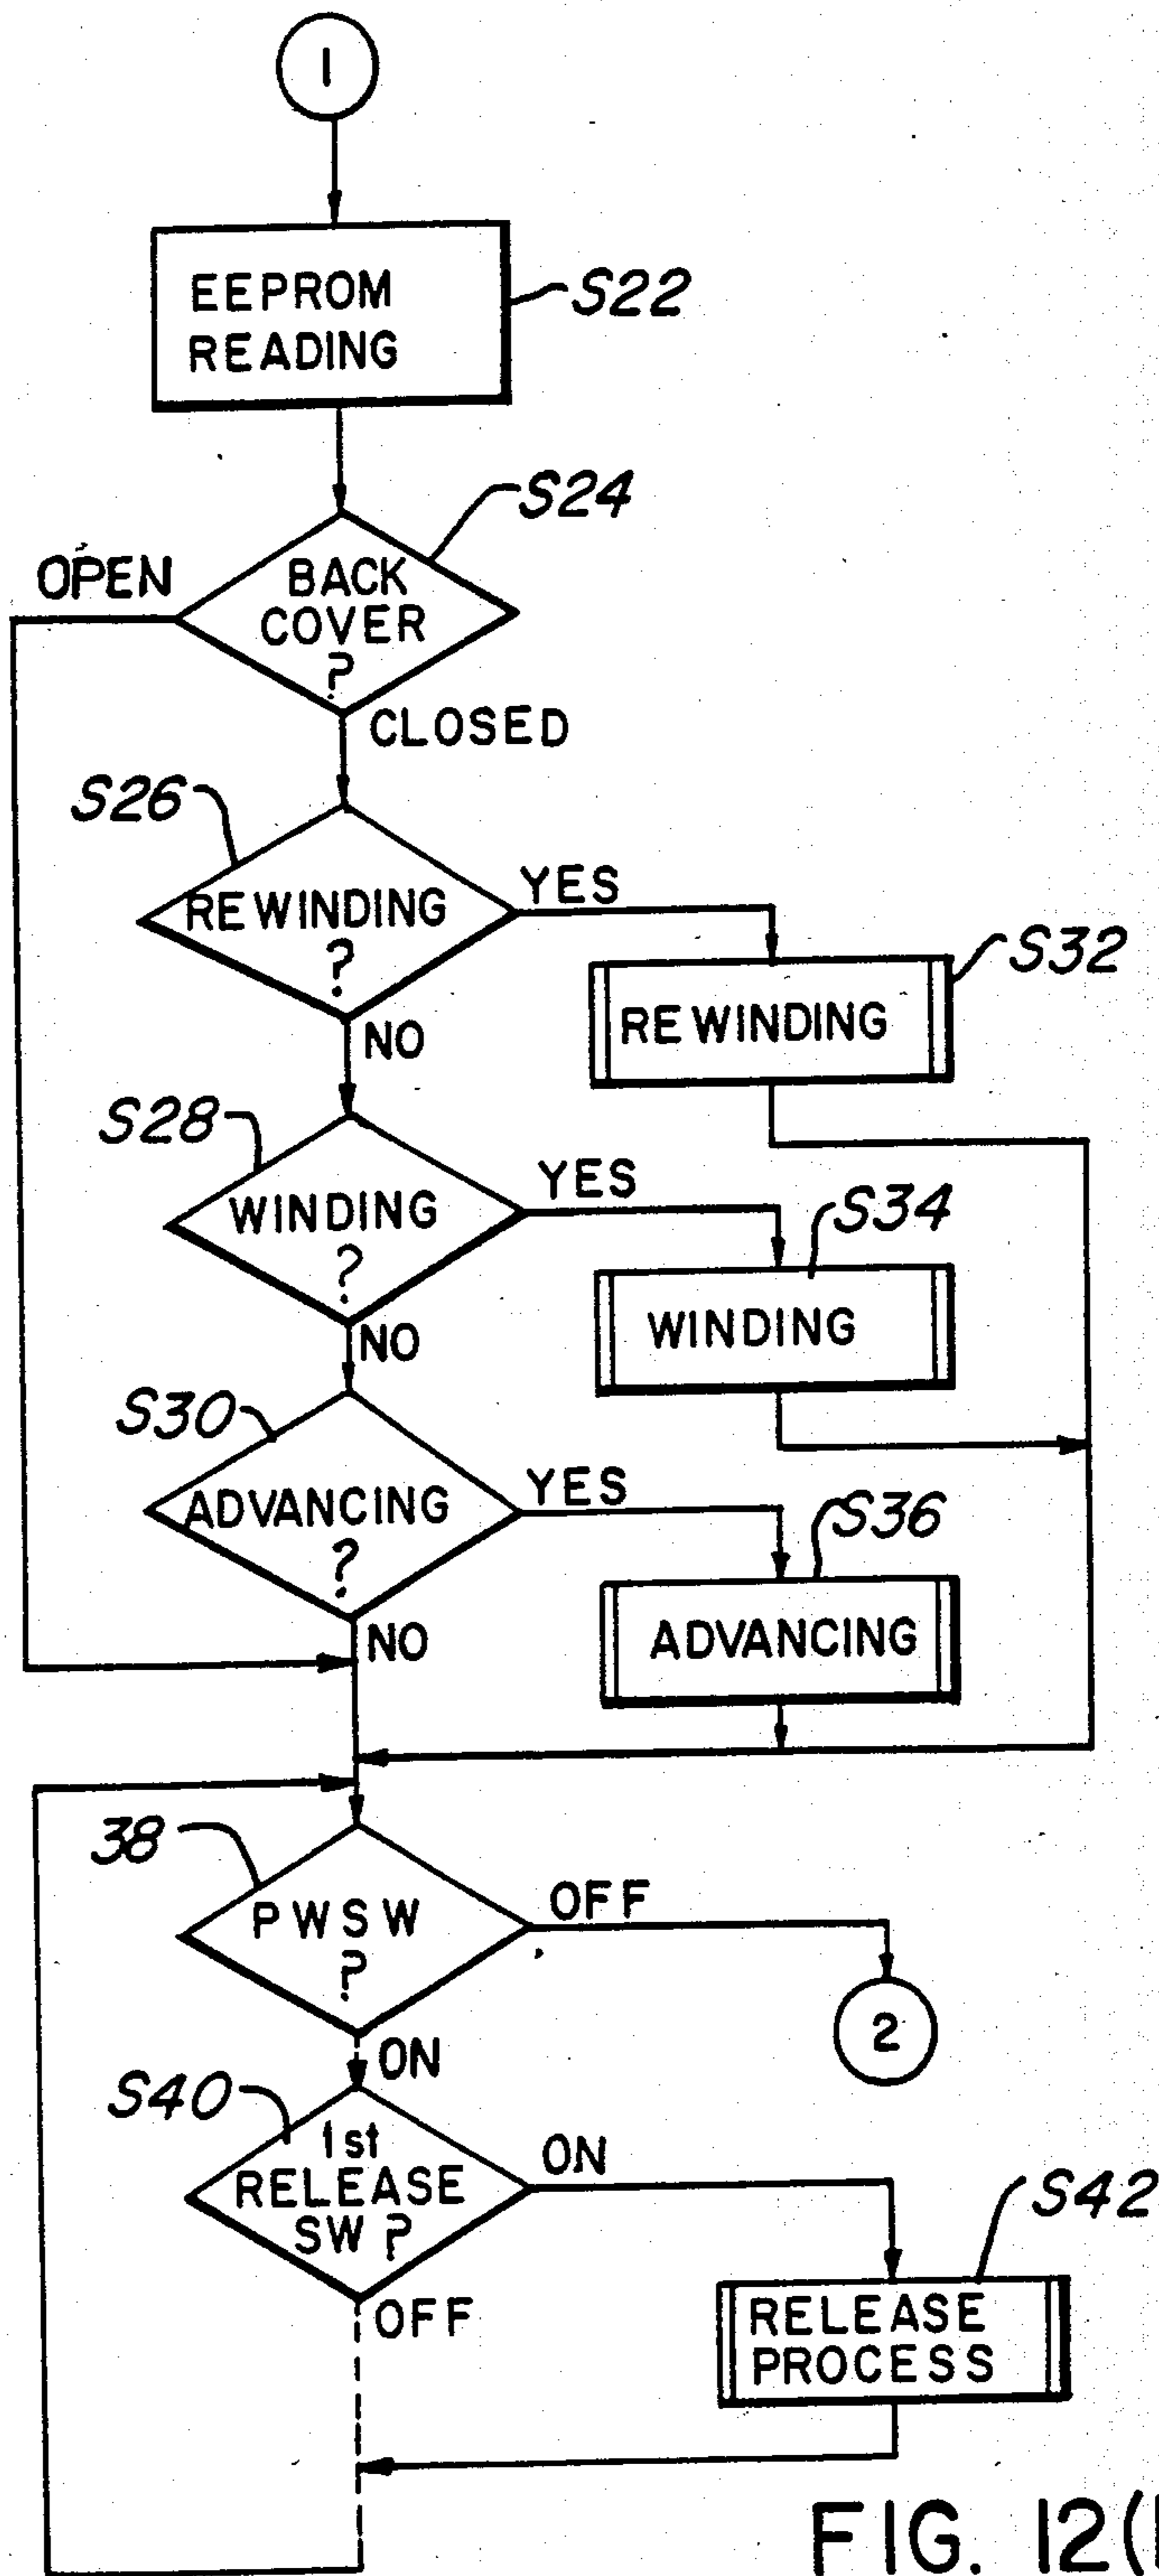 1
EEPROM
READING
S22
S24
OPEN
BACK
COVER
?
CLOSED
S26
REWINDING
?
YES
NO
S32
REWINDING
S28
WINDING
?
YES
NO
S34
WINDING
S30
ADVANCING
?
YES
NO
S36
ADVANCING
38
PWSW
?
OFF
2
ON
S40
1st
RELEASE
SW ?
ON
OFF
S42
RELEASE
PROCESS
FIG. 12(